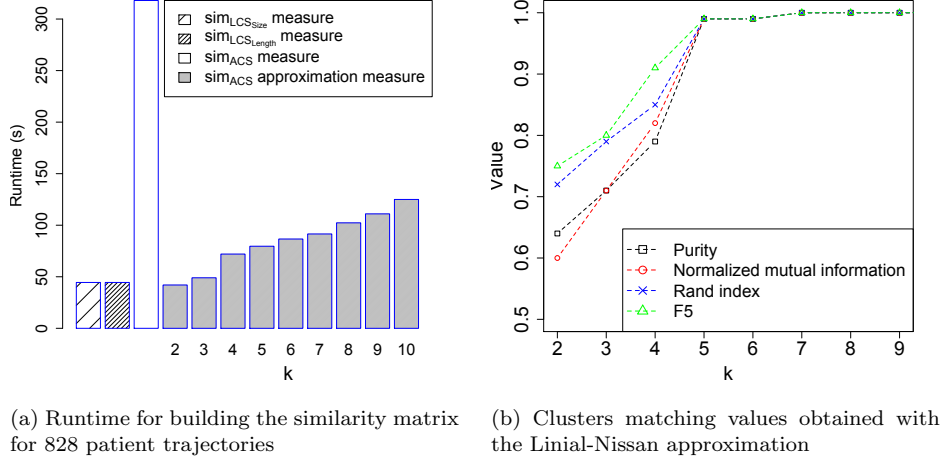 simLCSSize measure
simLCSLength measure
simACS measure
simACS approximation measure
Runtime (s)
300
250
200
150
100
50
0
2 3 4 5 6 7 8 9 10
k
(a) Runtime for building the similarity matrix
for 828 patient trajectories
value
1.0
0.9
0.8
0.7
0.6
0.5
Purity
Normalized mutual information
Rand index
F5
2 3 4 5 6 7 8 9
k
(b) Clusters matching values obtained with
the Linial-Nissan approximation